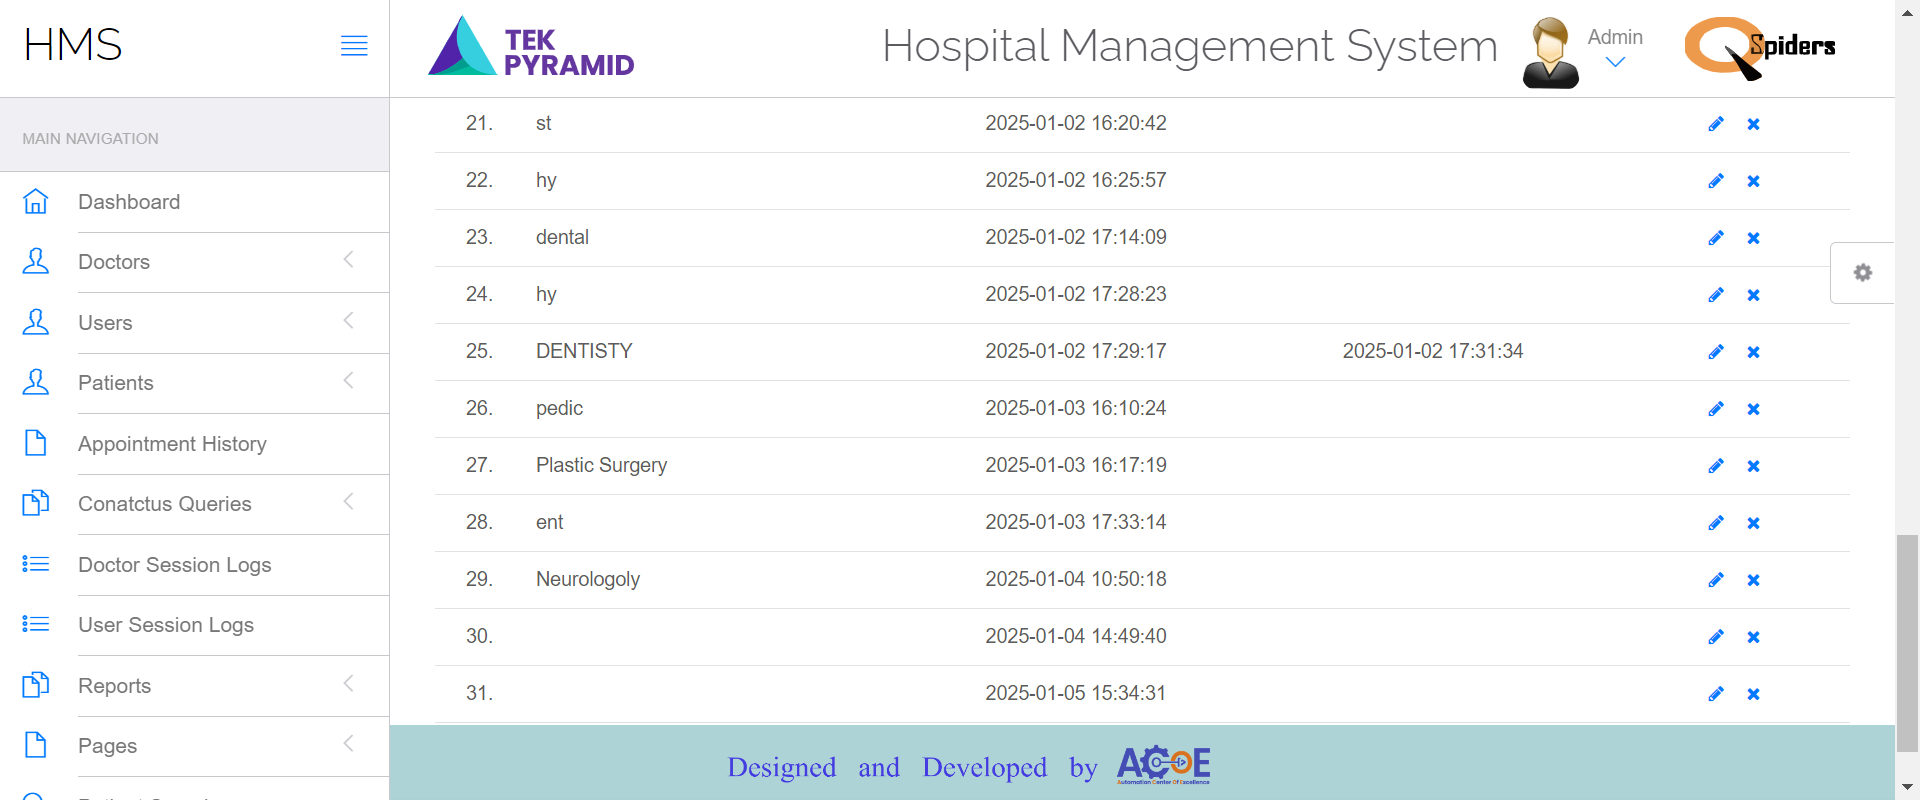 HMS
TEK
PYRAMID
Hospital Management System
Admin
Spiders
MAIN NAVIGATION
Dashboard
Doctors
Users
Patients
Appointment History
Conatctus Queries
Doctor Session Logs
User Session Logs
Reports
Pages
21. st 2025-01-02 16:20:42
22. hy 2025-01-02 16:25:57
23. dental 2025-01-02 17:14:09
24. hy 2025-01-02 17:28:23
25. DENTISTY 2025-01-02 17:29:17 2025-01-02 17:31:34
26. pedic 2025-01-03 16:10:24
27. Plastic Surgery 2025-01-03 16:17:19
28. ent 2025-01-03 17:33:14
29. Neurologoly 2025-01-04 10:50:18
30. 2025-01-04 14:49:40
31. 2025-01-05 15:34:31
Designed and Developed by ACOE
Automation Center Of Excellence